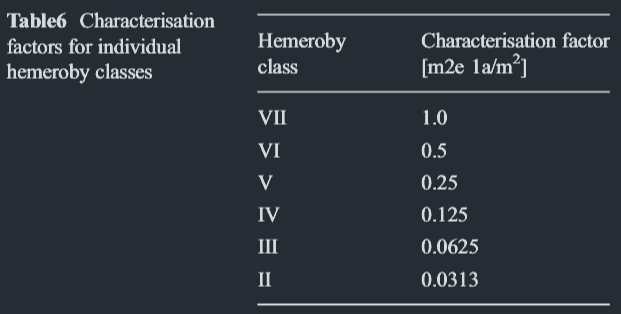 Table6 Characterisation
factors for individual
hemeroby classes
Hemeroby class Characterisation factor [m2e 1a/m²]
VII 1.0
VI 0.5
V 0.25
IV 0.125
III 0.0625
II 0.0313